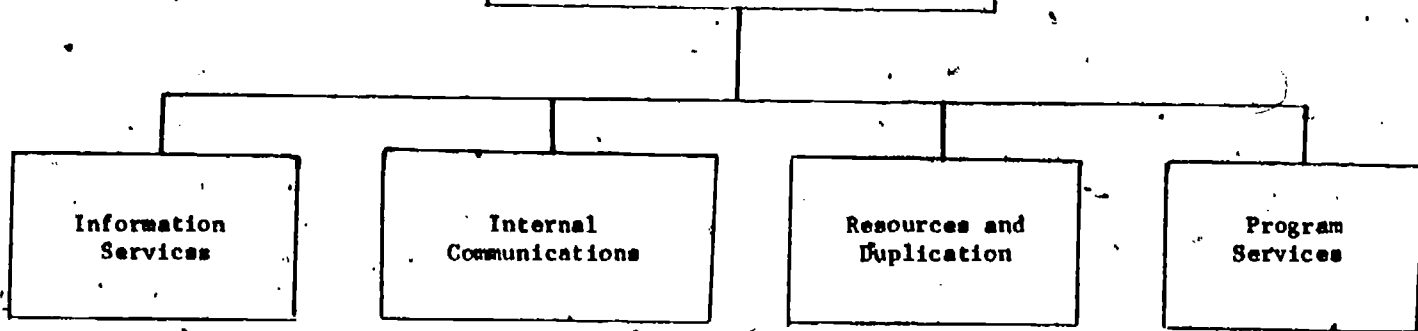 Information
Services
Internal
Communications
Resources and
Duplication
Program
Services